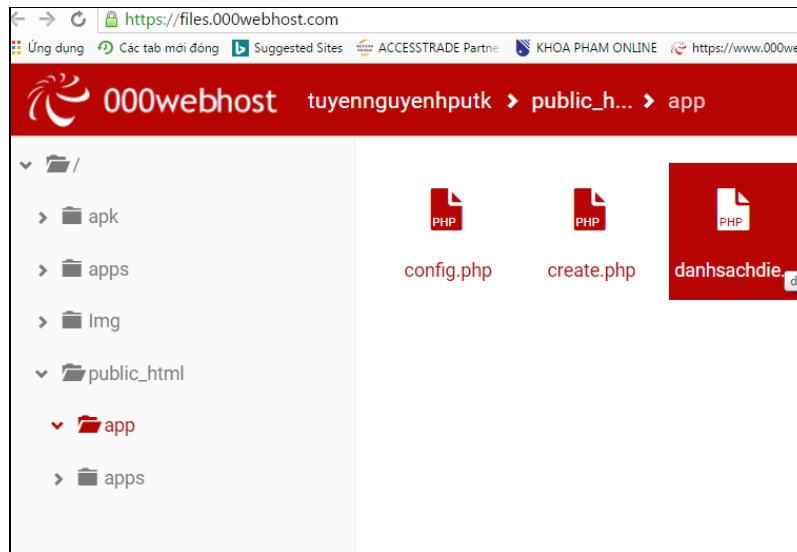 https://files.000webhost.com
Ứng dụng Các tab mới đóng Suggested Sites ACCESSTRADE Partne KHOA PHAM ONLINE https://www.000we
000webhost tuyennguyenhputk > public_h... > app
/
apk
apps
Img
public_html
app
apps
PHP PHP PHP
config.php create.php danhsachdie.
d